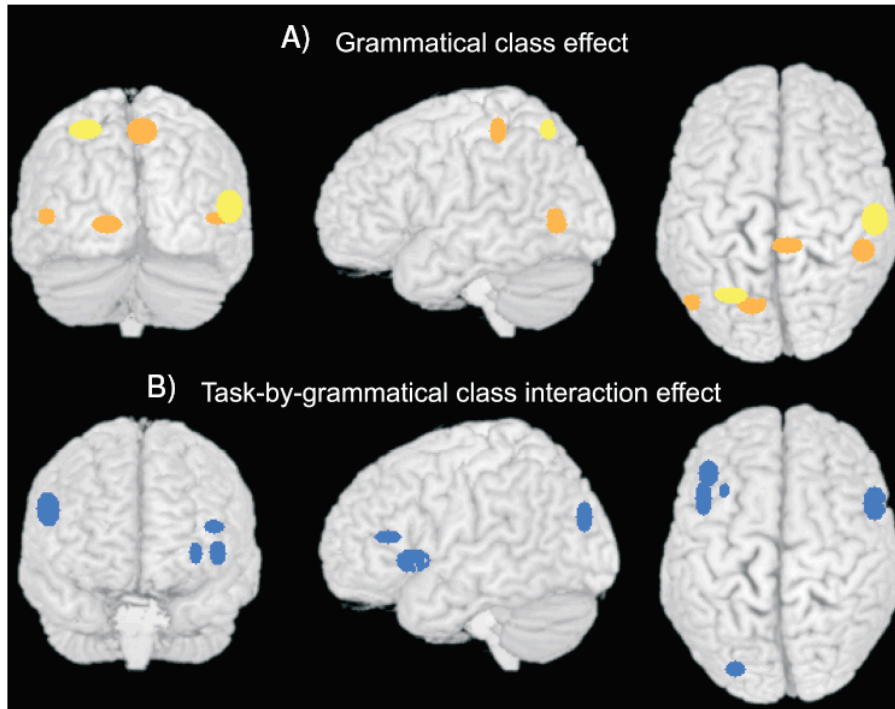 A) Grammatical class effect
B) Task-by-grammatical class interaction effect